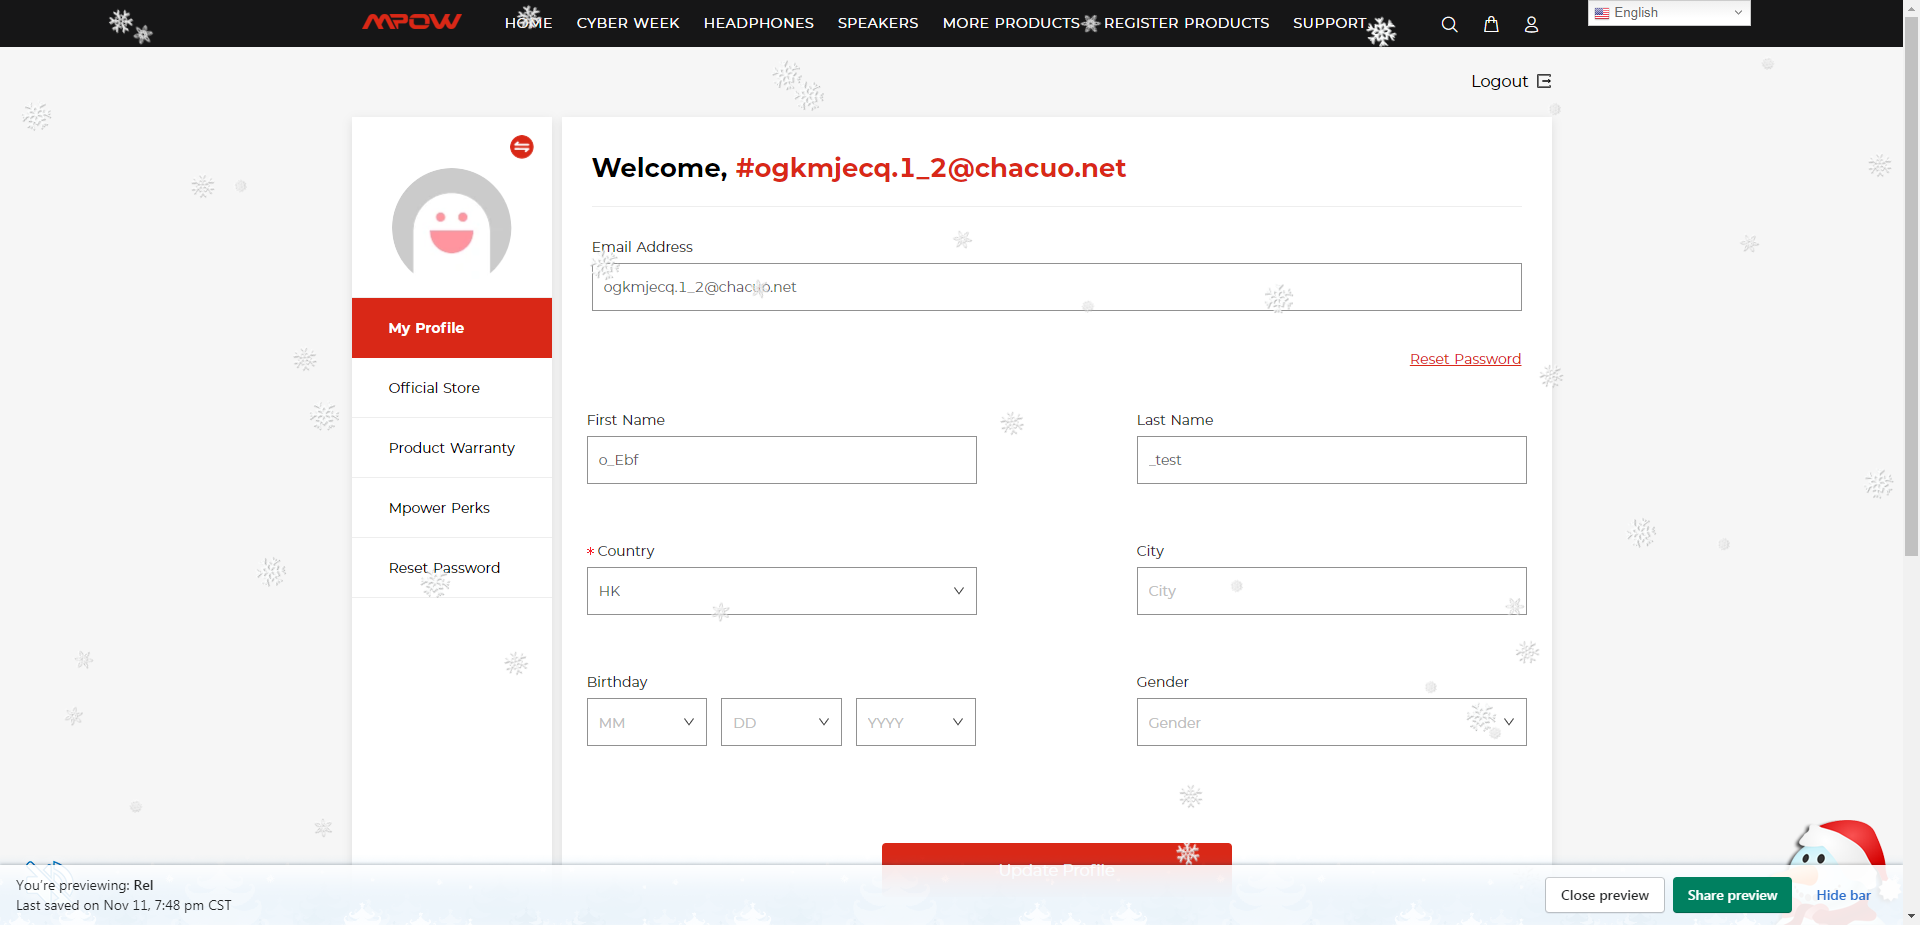 MPOW
HOME CYBER WEEK HEADPHONES SPEAKERS MORE PRODUCTS REGISTER PRODUCTS SUPPORT
English
Logout
Welcome, #ogkmjecq.1_2@chacuo.net
Email Address
ogkmjecq.1_2@chacuo.net
Reset Password
My Profile
Official Store
Product Warranty
Mpower Perks
Reset Password
First Name
Last Name
o_Ebf
_test
*Country
City
HK
City
Birthday
Gender
MM
DD
YYYY
Gender
Update Profile
You're previewing: Rel
Last saved on Nov 11, 7:48 pm CST
Close preview
Share preview
Hide bar